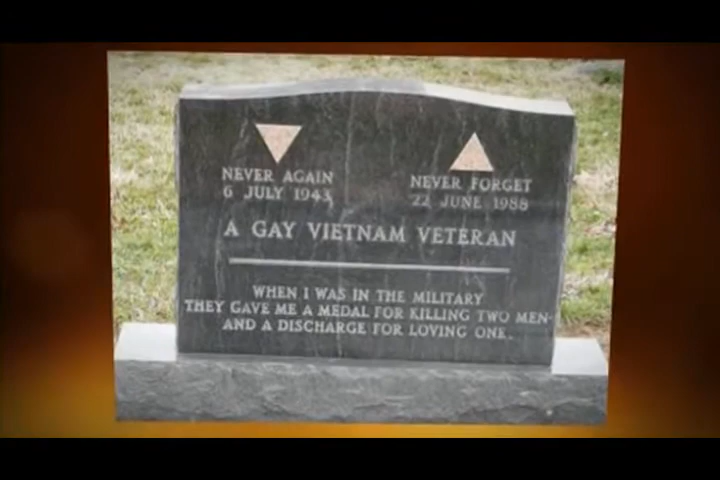 NEVER AGAIN
6 JULY 1943
NEVER FORGET
22 JUNE 1988
A GAY VIETNAM VETERAN
WHEN I WAS IN THE MILITARY
THEY GAVE ME A MEDAL FOR KILLING TWO MEN
AND A DISCHARGE FOR LOVING ONE.